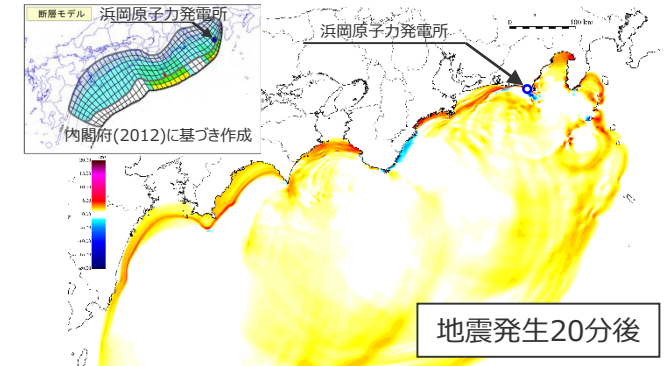 断層モデル
浜岡原子力発電所
内閣府(2012)に基づき作成
浜岡原子力発電所
0 100 km
地震発生20分後